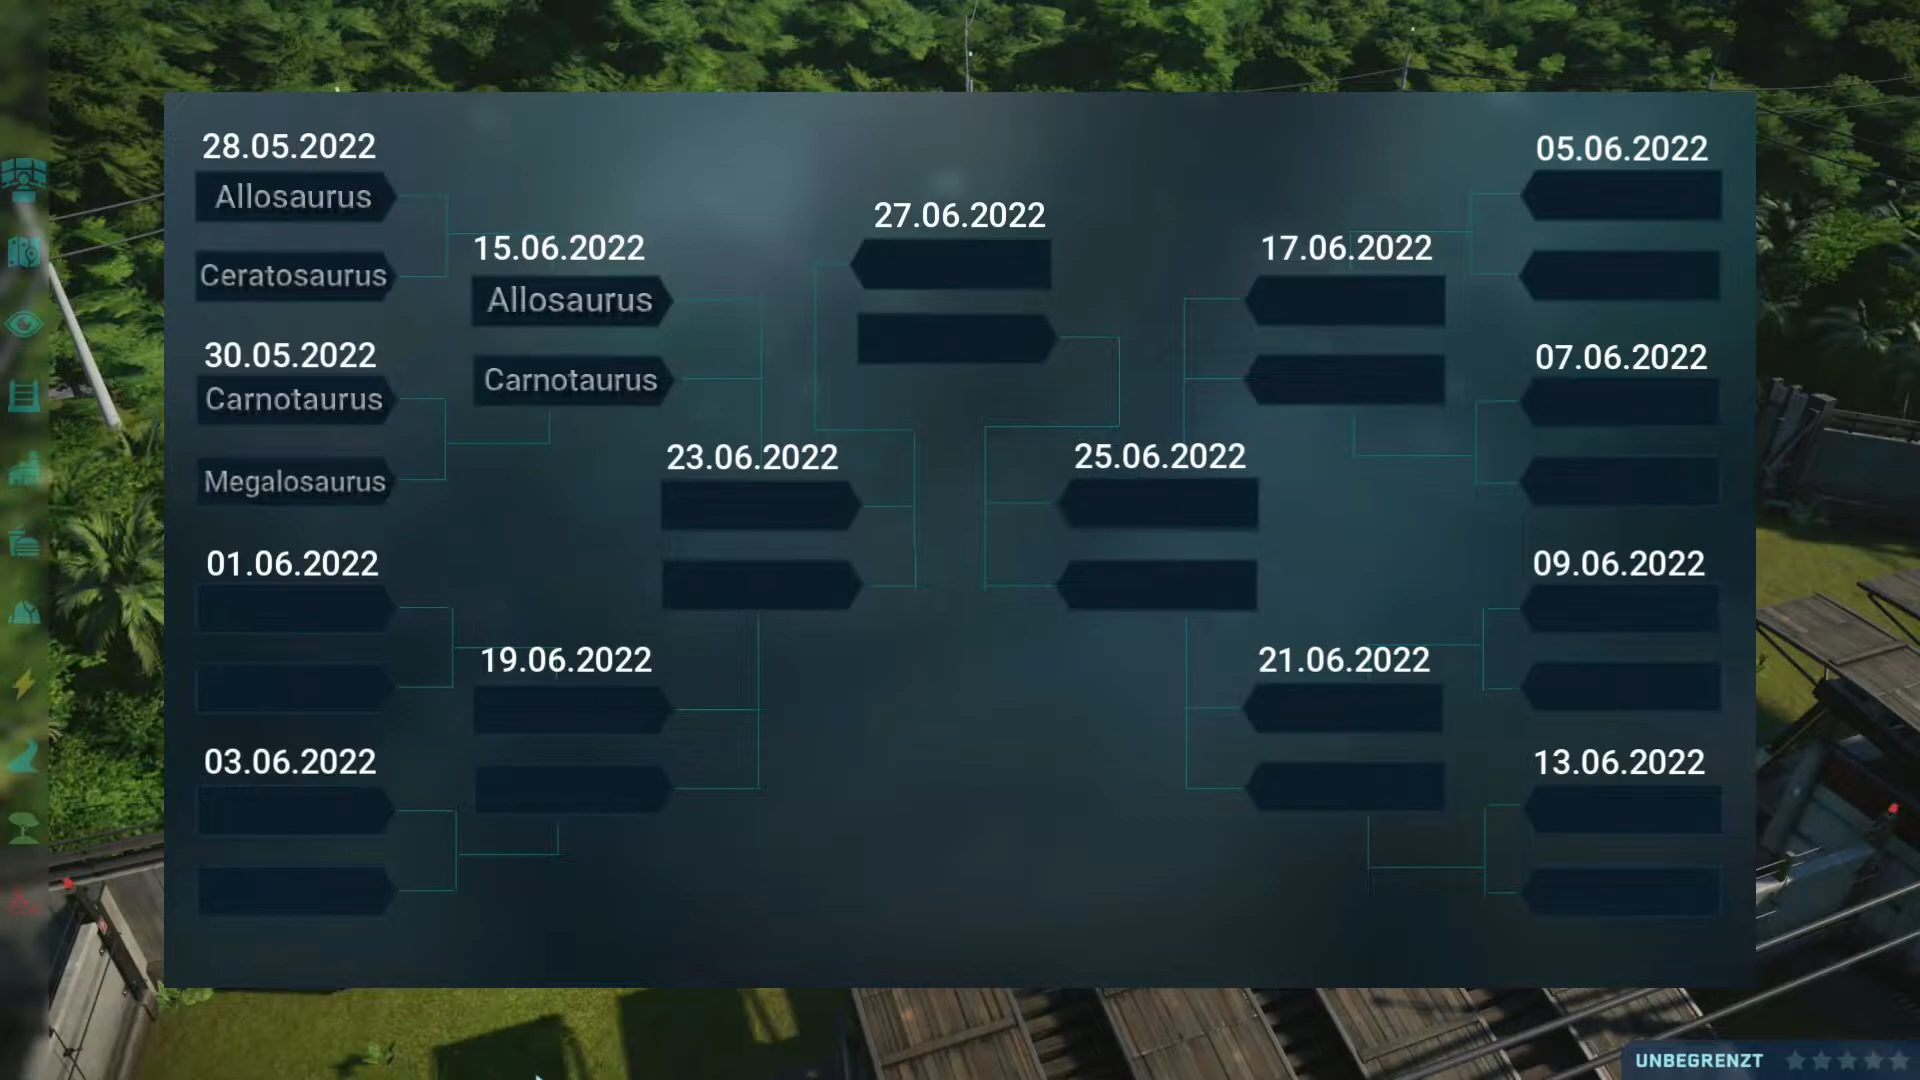 28.05.2022
Allosaurus
Ceratosaurus
30.05.2022
Carnotaurus
Megalosaurus
01.06.2022
03.06.2022
15.06.2022
Allosaurus
Carnotaurus
19.06.2022
23.06.2022
27.06.2022
25.06.2022
17.06.2022
21.06.2022
05.06.2022
07.06.2022
09.06.2022
13.06.2022
UNBEGRENZT